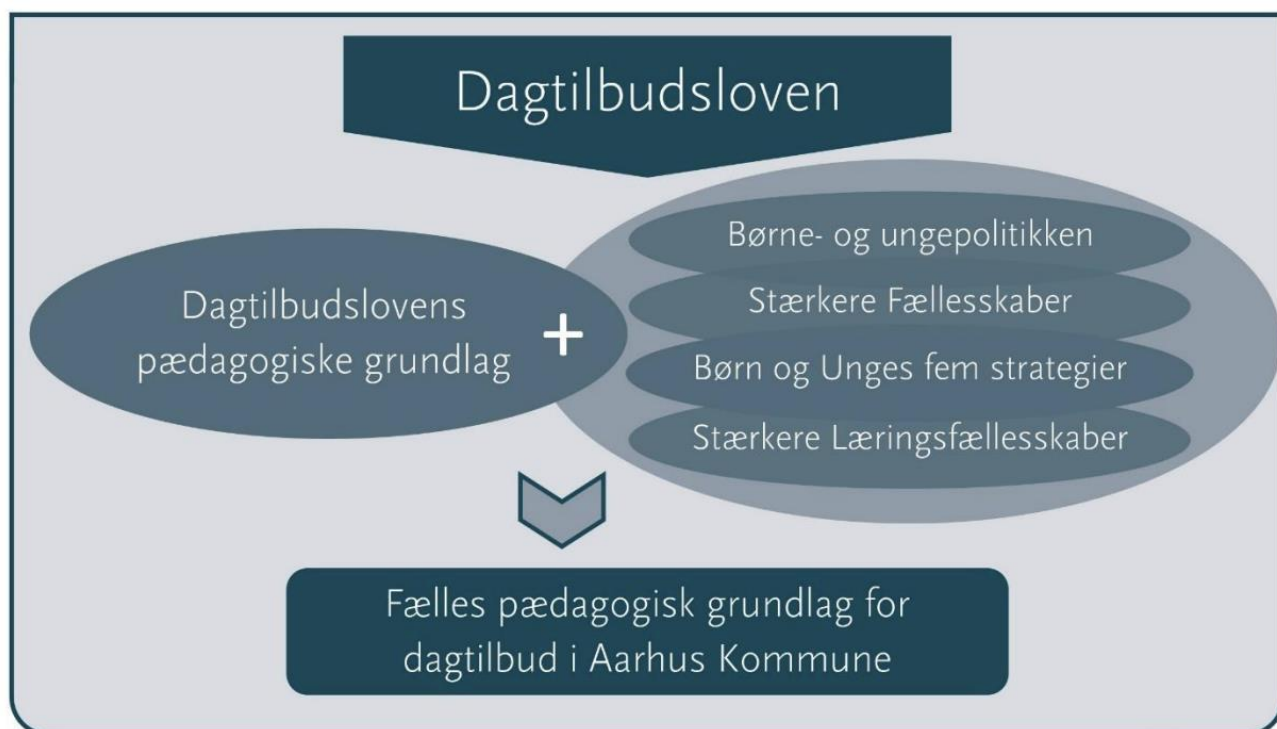 Dagtilbudsloven
Dagtilbudslovens
pædagogiske grundlag
+
Børne- og ungepolitikken
Stærkere Fællesskaber
Børn og Unges fem strategier
Stærkere Læringsfællesskaber
Fælles pædagogisk grundlag for
dagtilbud i Aarhus Kommune